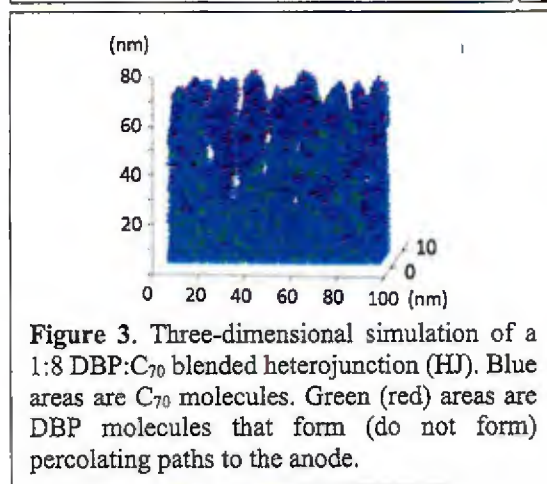 (nm)
80
60
40
20
10
0
0 20 40 60 80 100 (nm)
Figure 3. Three-dimensional simulation of a
1:8 DBP:C₇₀ blended heterojunction (HJ). Blue
areas are C₇₀ molecules. Green (red) areas are
DBP molecules that form (do not form)
percolating paths to the anode.